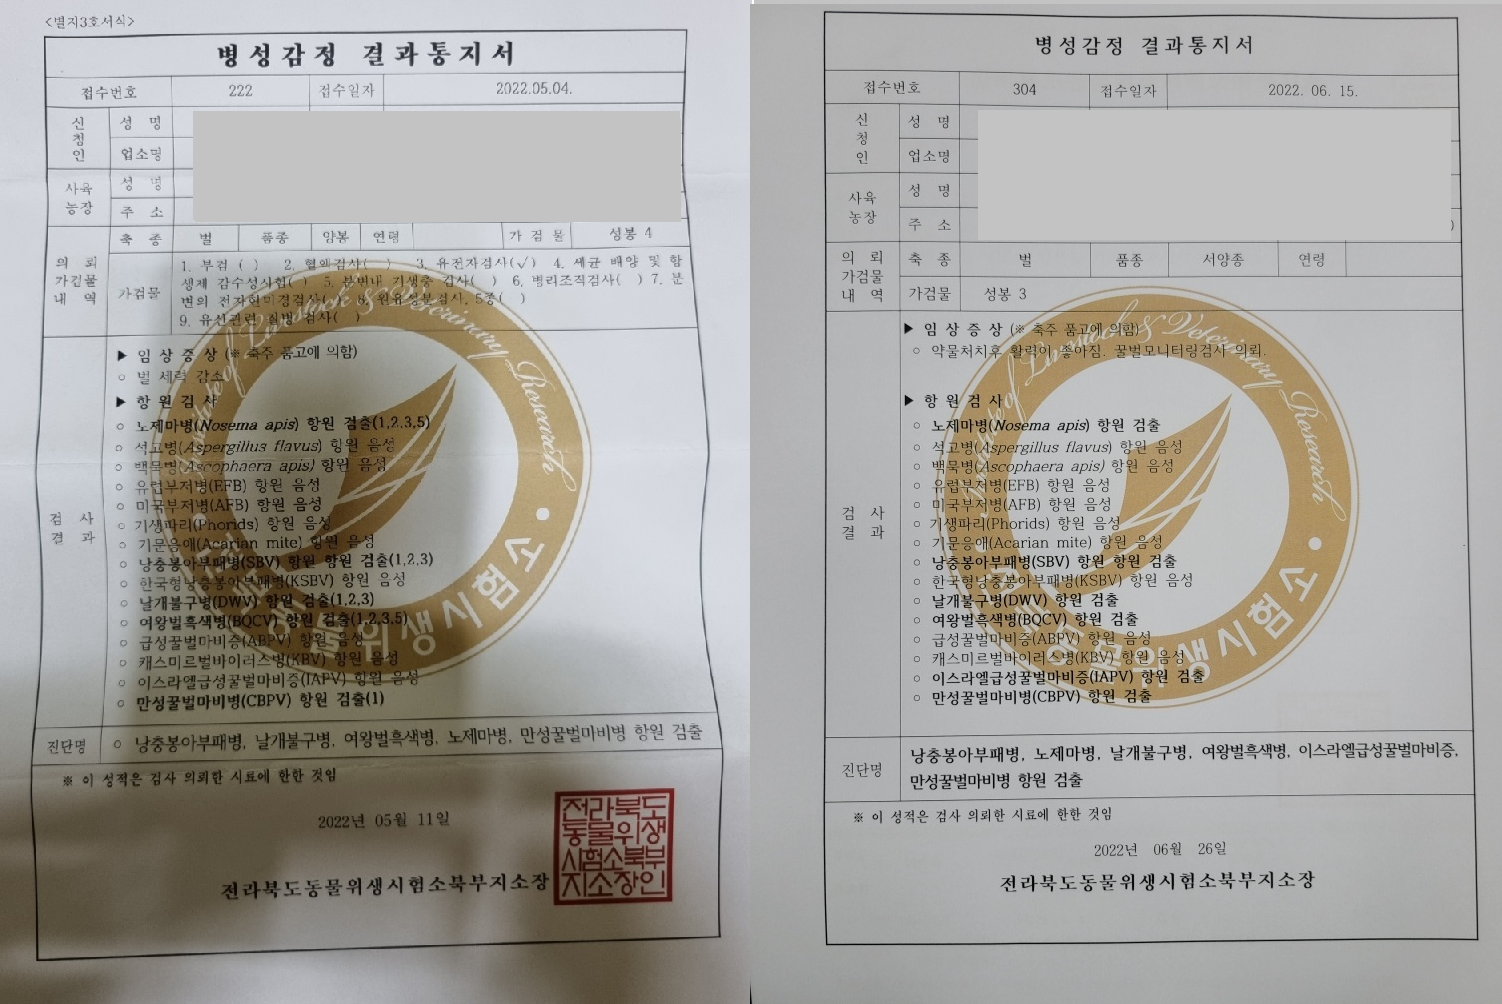 <별지3호서식>
병성감정 결과통지서
접수번호 222 접수일자 2022.05.04.
신청인 성 명
업소명
사육농장 성 명
주 소
의 뢰 가검물 내 역 축 종 벌 품종 양봉 연령 가 검 물 성봉 4
가검물 1. 부검 ( ) 2. 혈액검사( ) 3. 유전자검사(√) 4. 세균 배양 및 항
생제 감수성시험( ) 5. 분변내 기생충 검사( ) 6. 병리조직검사( ) 7. 분
변의 전자현미경검사( ) 8. 원유성분검사, 5종( )
9. 유선관련 질병 검사( )
검 사 결 과
▶ 임 상 증 상 (※ 축주 품고에 의함)
○ 벌 세력 감소
▶ 항 원 검 사
○ 노제마병(Nosema apis) 항원 검출(1,2,3,5)
○ 석고병(Aspergillus flavus) 항원 음성
○ 백묵병(Ascophaera apis) 항원 음성
○ 유럽부저병(EFB) 항원 음성
○ 미국부저병(AFB) 항원 음성
○ 기생파리(Phorids) 항원 음성
○ 기문응애(Acarian mite) 항원 음성
○ 낭충봉아부패병(SBV) 항원 항원 검출(1,2,3)
○ 한국형낭충봉아부패병(KSBV) 항원 음성
○ 날개불구병(DWV) 항원 검출(1,2,3)
○ 여왕벌흑색병(BQCV) 항원 검출(1,2,3,5)
○ 급성꿀벌마비증(ABPV) 항원 음성
○ 캐스미르벌바이러스병(KBV) 항원 음성
○ 이스라엘급성꿀벌마비증(IAPV) 항원 음성
○ 만성꿀벌마비병(CBPV) 항원 검출(1)
진단명 ○ 낭충봉아부패병, 날개불구병, 여왕벌흑색병, 노제마병, 만성꿀벌마비병 항원 검출
※ 이 성적은 검사 의뢰한 시료에 한한 것임
2022년 05월 11일
전라북도동물위생시험소북부지소장
전라북도
동물위생
시험소북부
지소장인
of Livestock & Veterinary Research
동물위생시험소
병성감정 결과통지서
접수번호 304 접수일자 2022. 06. 15.
신청인 성 명
업소명
사육농장 성 명
주 소
의 뢰 가검물 내 역 축 종 벌 품종 서양종 연령
가검물 성봉 3
검 사 결 과
▶ 임 상 증 상 (※ 축주 품고에 의함)
○ 약물처치후 활력이 좋아짐. 꿀벌모니터링검사 의뢰.
▶ 항 원 검 사
○ 노제마병(Nosema apis) 항원 검출
○ 석고병(Aspergillus flavus) 항원 음성
○ 백묵병(Ascophaera apis) 항원 음성
○ 유럽부저병(EFB) 항원 음성
○ 미국부저병(AFB) 항원 음성
○ 기생파리(Phorids) 항원 음성
○ 기문응애(Acarian mite) 항원 음성
○ 낭충봉아부패병(SBV) 항원 항원 검출
○ 한국형낭충봉아부패병(KSBV) 항원 음성
○ 날개불구병(DWV) 항원 검출
○ 여왕벌흑색병(BQCV) 항원 검출
○ 급성꿀벌마비증(ABPV) 항원 음성
○ 캐스미르벌바이러스병(KBV) 항원 음성
○ 이스라엘급성꿀벌마비증(IAPV) 항원 검출
○ 만성꿀벌마비병(CBPV) 항원 검출
진단명 낭충봉아부패병, 노제마병, 날개불구병, 여왕벌흑색병, 이스라엘급성꿀벌마비증,
만성꿀벌마비병 항원 검출
※ 이 성적은 검사 의뢰한 시료에 한한 것임
2022년 06월 26일
전라북도동물위생시험소북부지소장
of Livestock & Veterinary Research
동물위생시험소